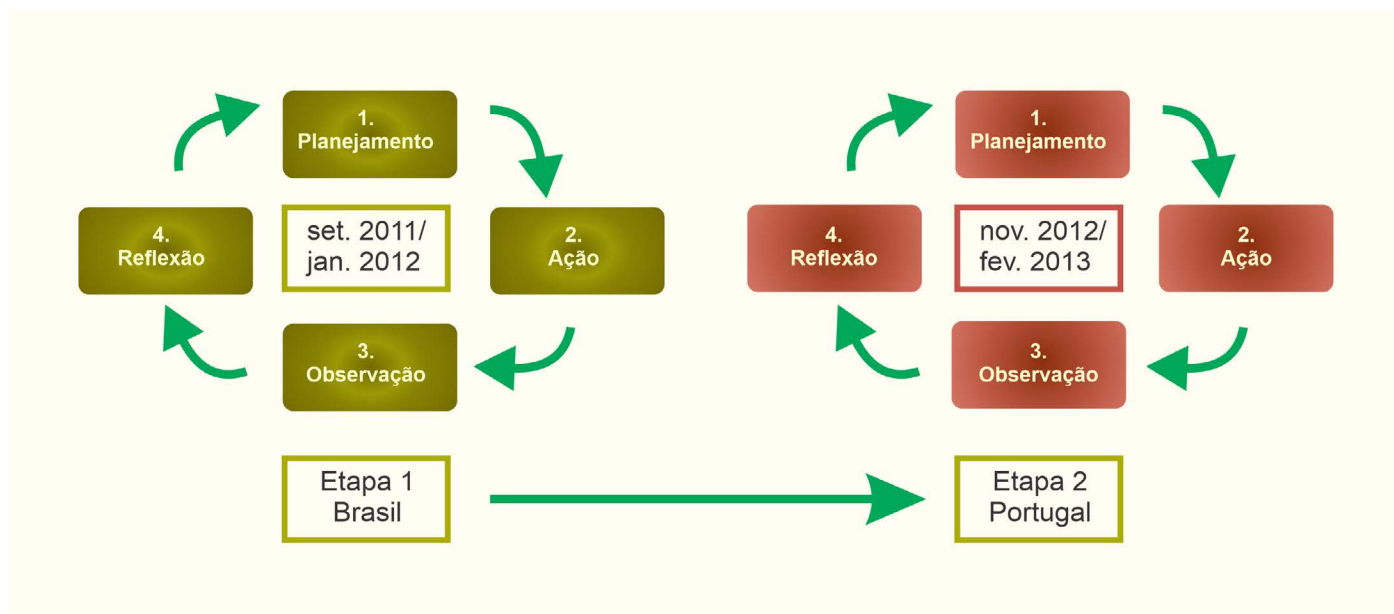 1.
Planejamento
4.
Reflexão
set. 2011/
jan. 2012
2.
Ação
3.
Observação
Etapa 1
Brasil
1.
Planejamento
4.
Reflexão
nov. 2012/
fev. 2013
2.
Ação
3.
Observação
Etapa 2
Portugal